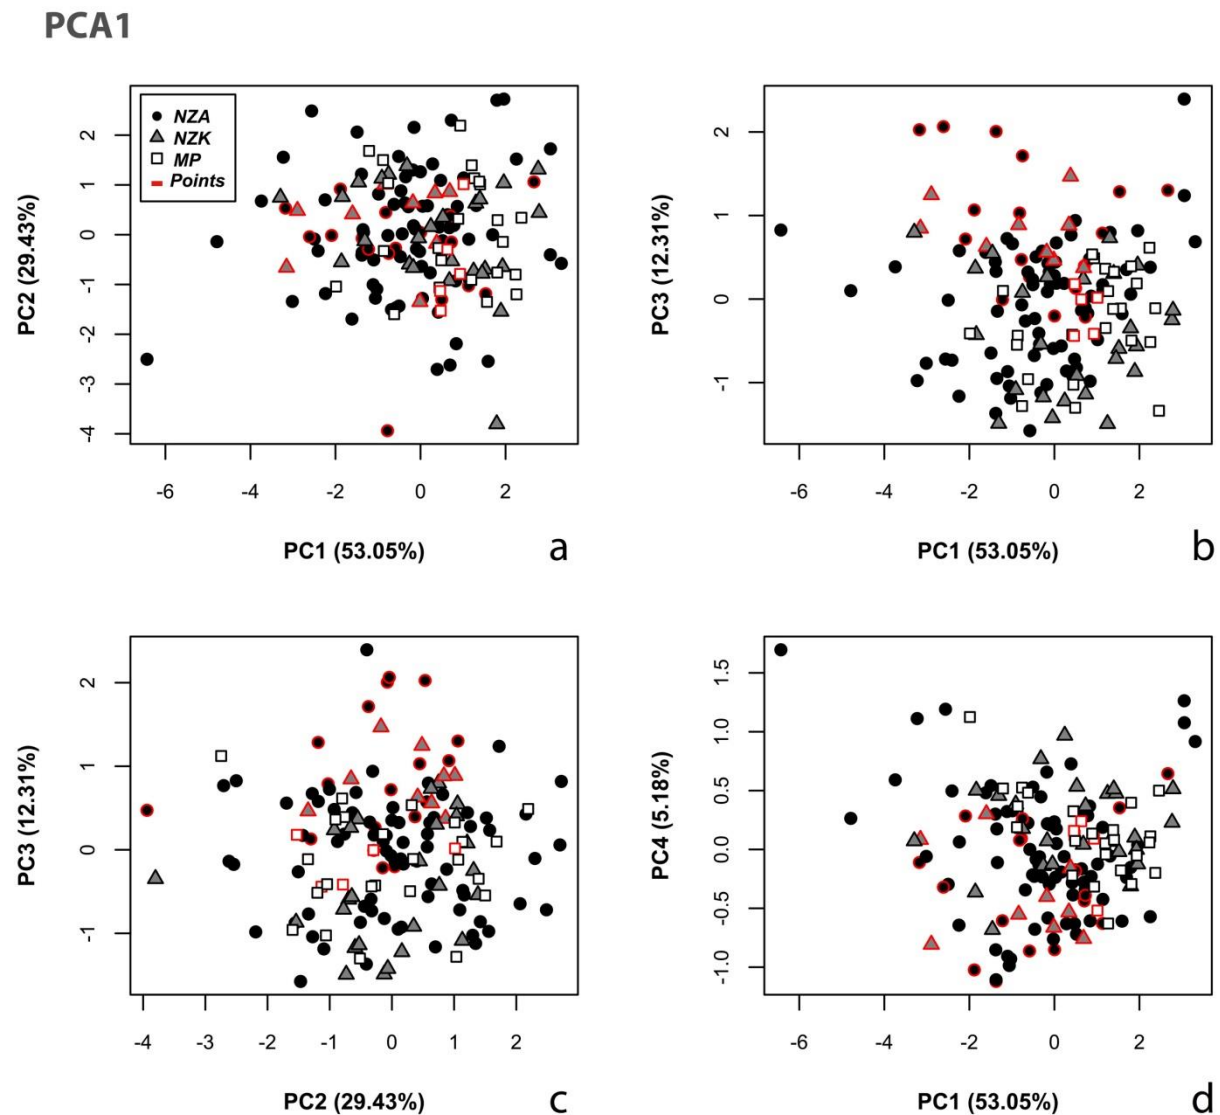 PCA1
NZA
NZK
MP
Points
2
1
0
-1
-2
-3
-4
PC2 (29.43%)
-6 -4 -2 0 2
PC1 (53.05%)
a
2
1
0
-1
PC3 (12.31%)
-6 -4 -2 0 2
PC1 (53.05%)
b
2
1
0
-1
PC3 (12.31%)
-4 -3 -2 -1 0 1 2
PC2 (29.43%)
c
1.5
1.0
0.5
0.0
-0.5
-1.0
PC4 (5.18%)
-6 -4 -2 0 2
PC1 (53.05%)
d